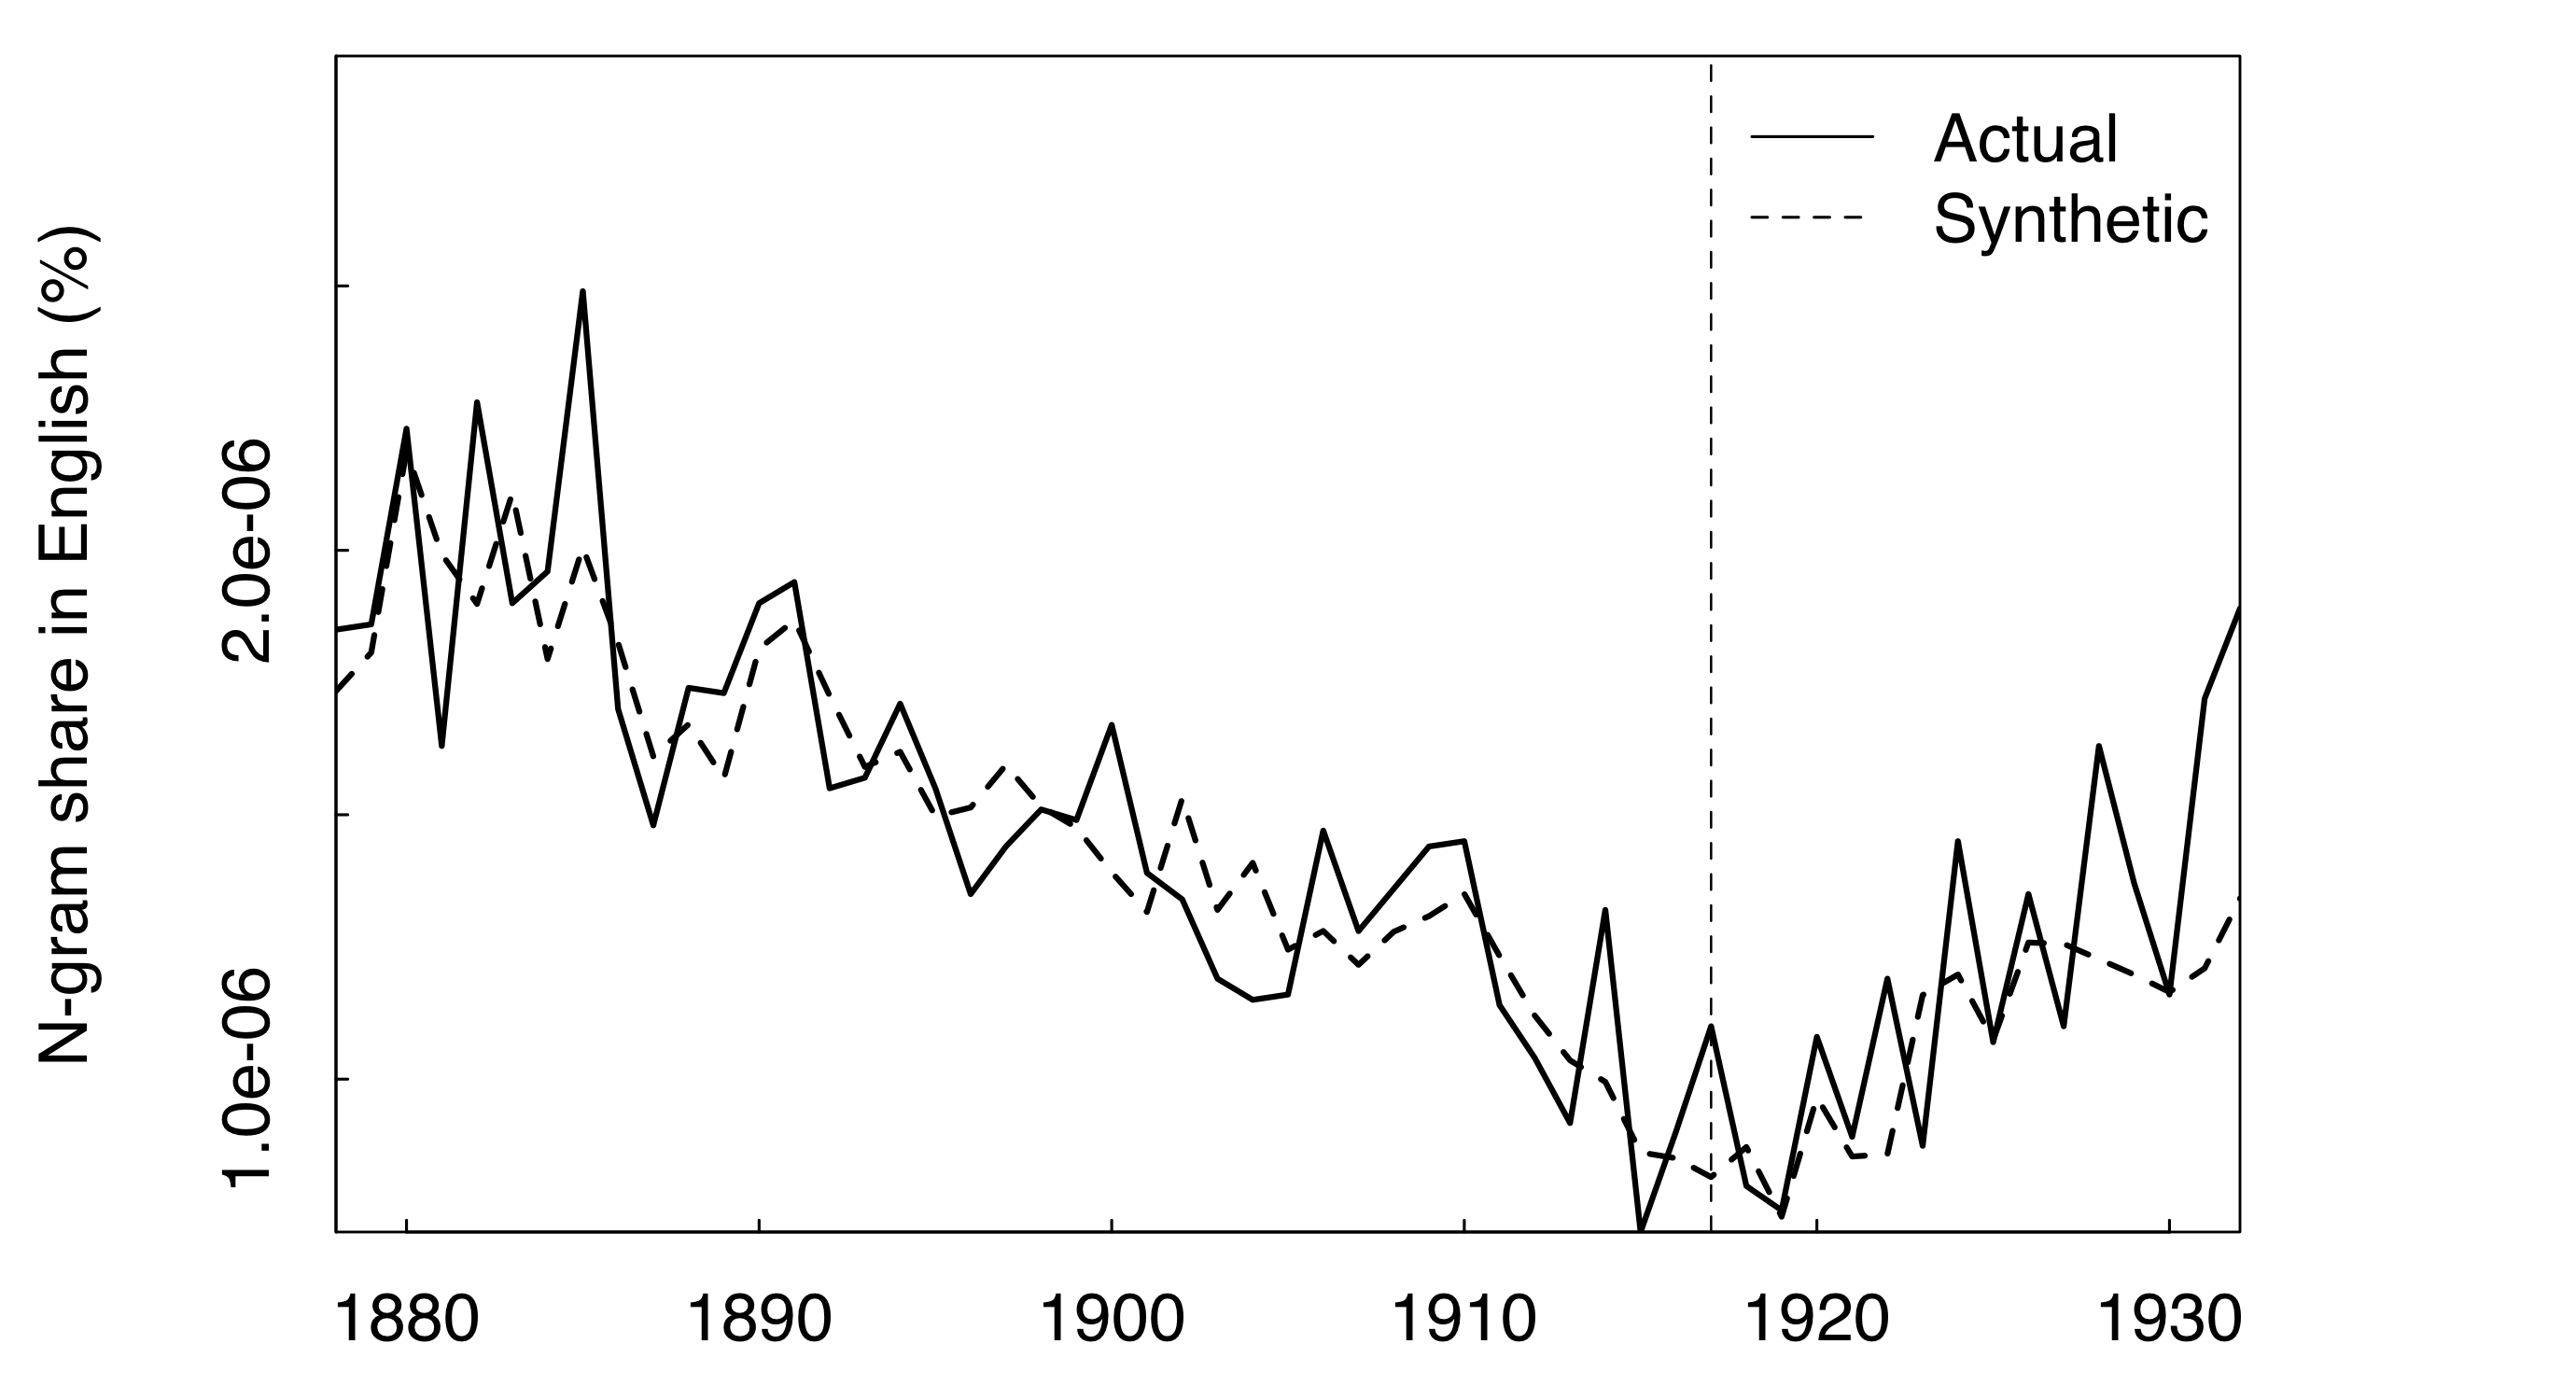 Actual
Synthetic
N-gram share in English (%)
2.0e-06
1.0e-06
1880 1890 1900 1910 1920 1930